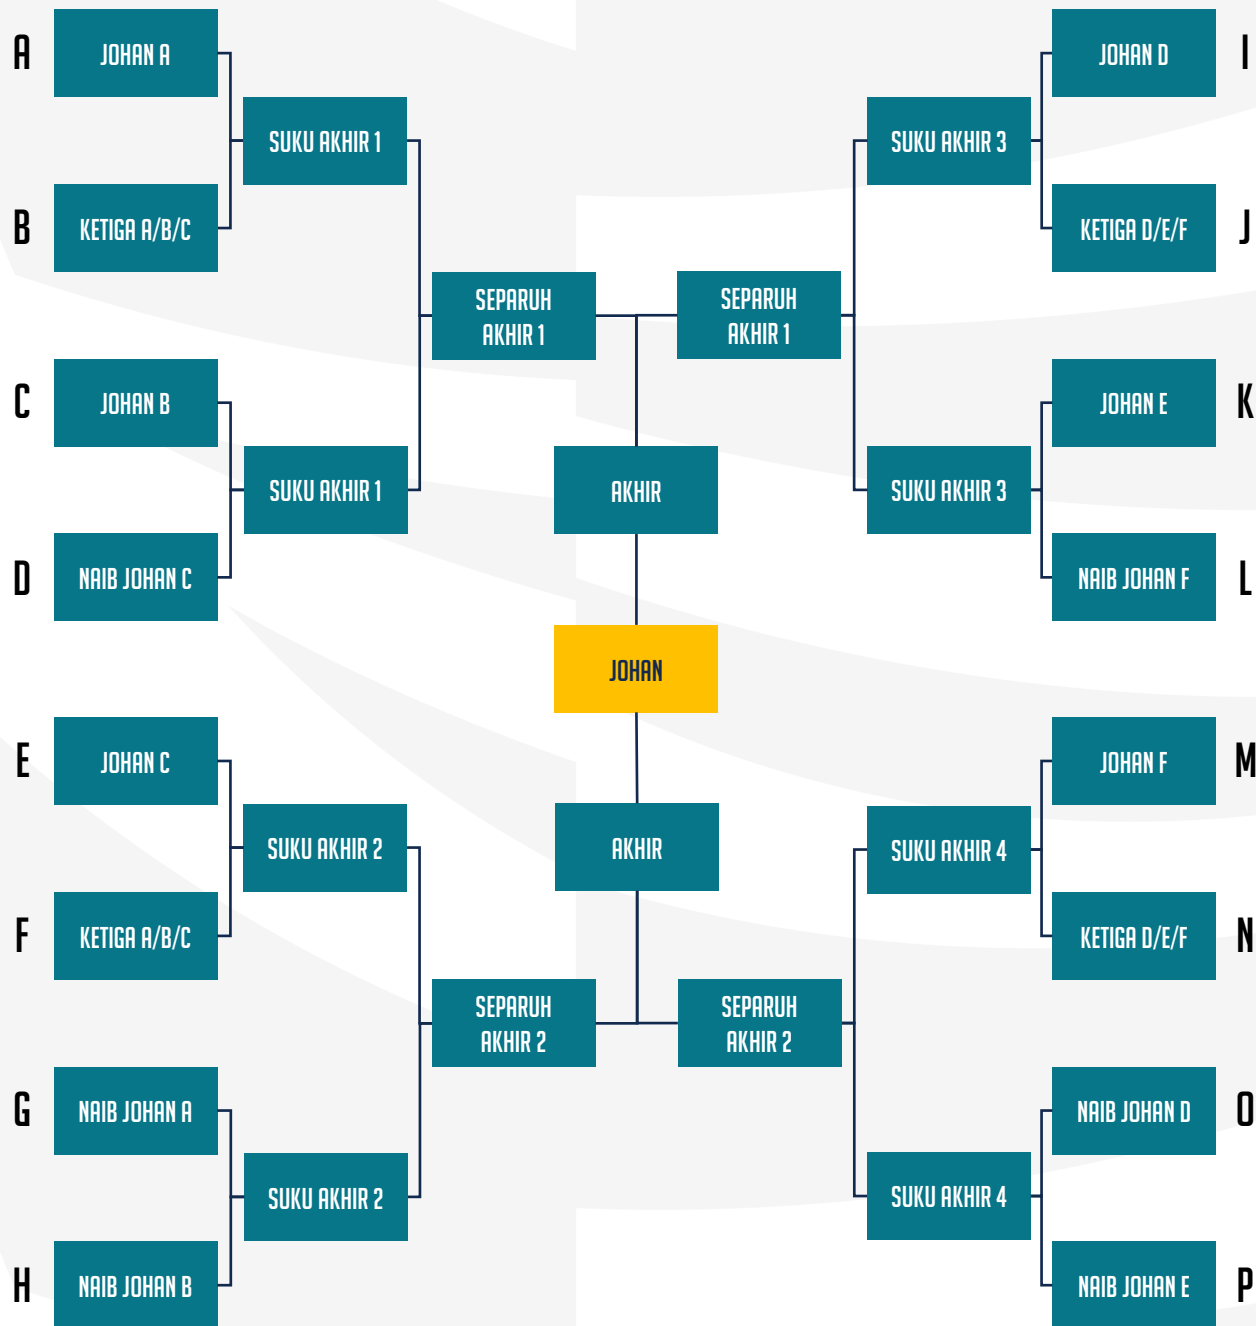 A
JOHAN A
JOHAN D
I
SUKU AKHIR 1
SUKU AKHIR 3
B
KETIGA A/B/C
KETIGA D/E/F
J
SEPARUH
AKHIR 1
SEPARUH
AKHIR 1
C
JOHAN B
JOHAN E
K
SUKU AKHIR 1
AKHIR
SUKU AKHIR 3
D
NAIB JOHAN C
NAIB JOHAN F
L
JOHAN
E
JOHAN C
JOHAN F
M
SUKU AKHIR 2
AKHIR
SUKU AKHIR 4
F
KETIGA A/B/C
KETIGA D/E/F
N
SEPARUH
AKHIR 2
SEPARUH
AKHIR 2
G
NAIB JOHAN A
NAIB JOHAN D
O
SUKU AKHIR 2
SUKU AKHIR 4
H
NAIB JOHAN B
NAIB JOHAN E
P